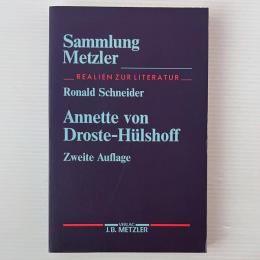 Sammlung
Metzler
REALIEN ZUR LITERATUR
Ronald Schneider
Annette von
Droste-Hülshoff
Zweite Auflage
VERLAG
J.B. METZLER